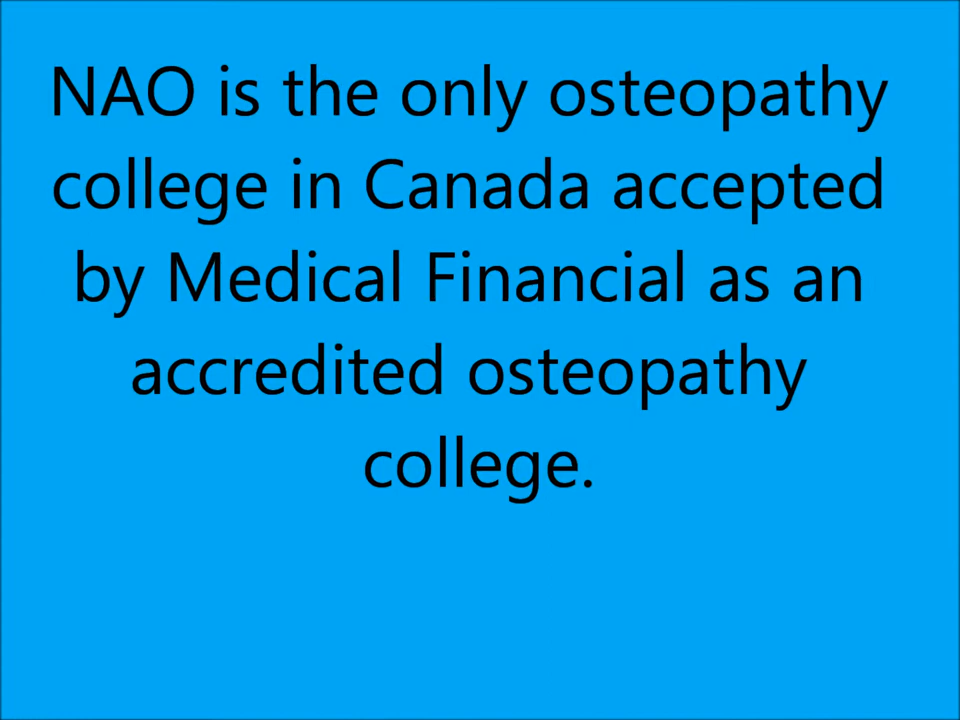 NAO is the only osteopathy
college in Canada accepted
by Medical Financial as an
accredited osteopathy
college.